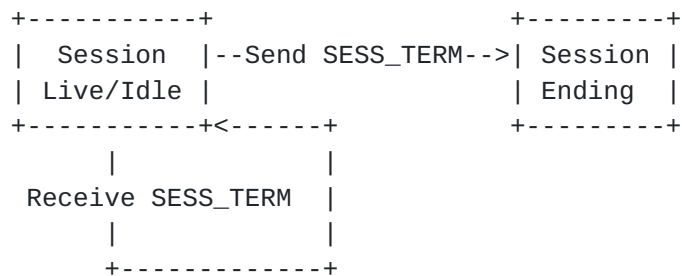 +-----------+                   +---------+
|  Session  |--Send SESS_TERM-->| Session |
| Live/Idle |                   | Ending  |
+-----------+<------+           +---------+
      |             |
 Receive SESS_TERM  |
      |             |
      +-------------+